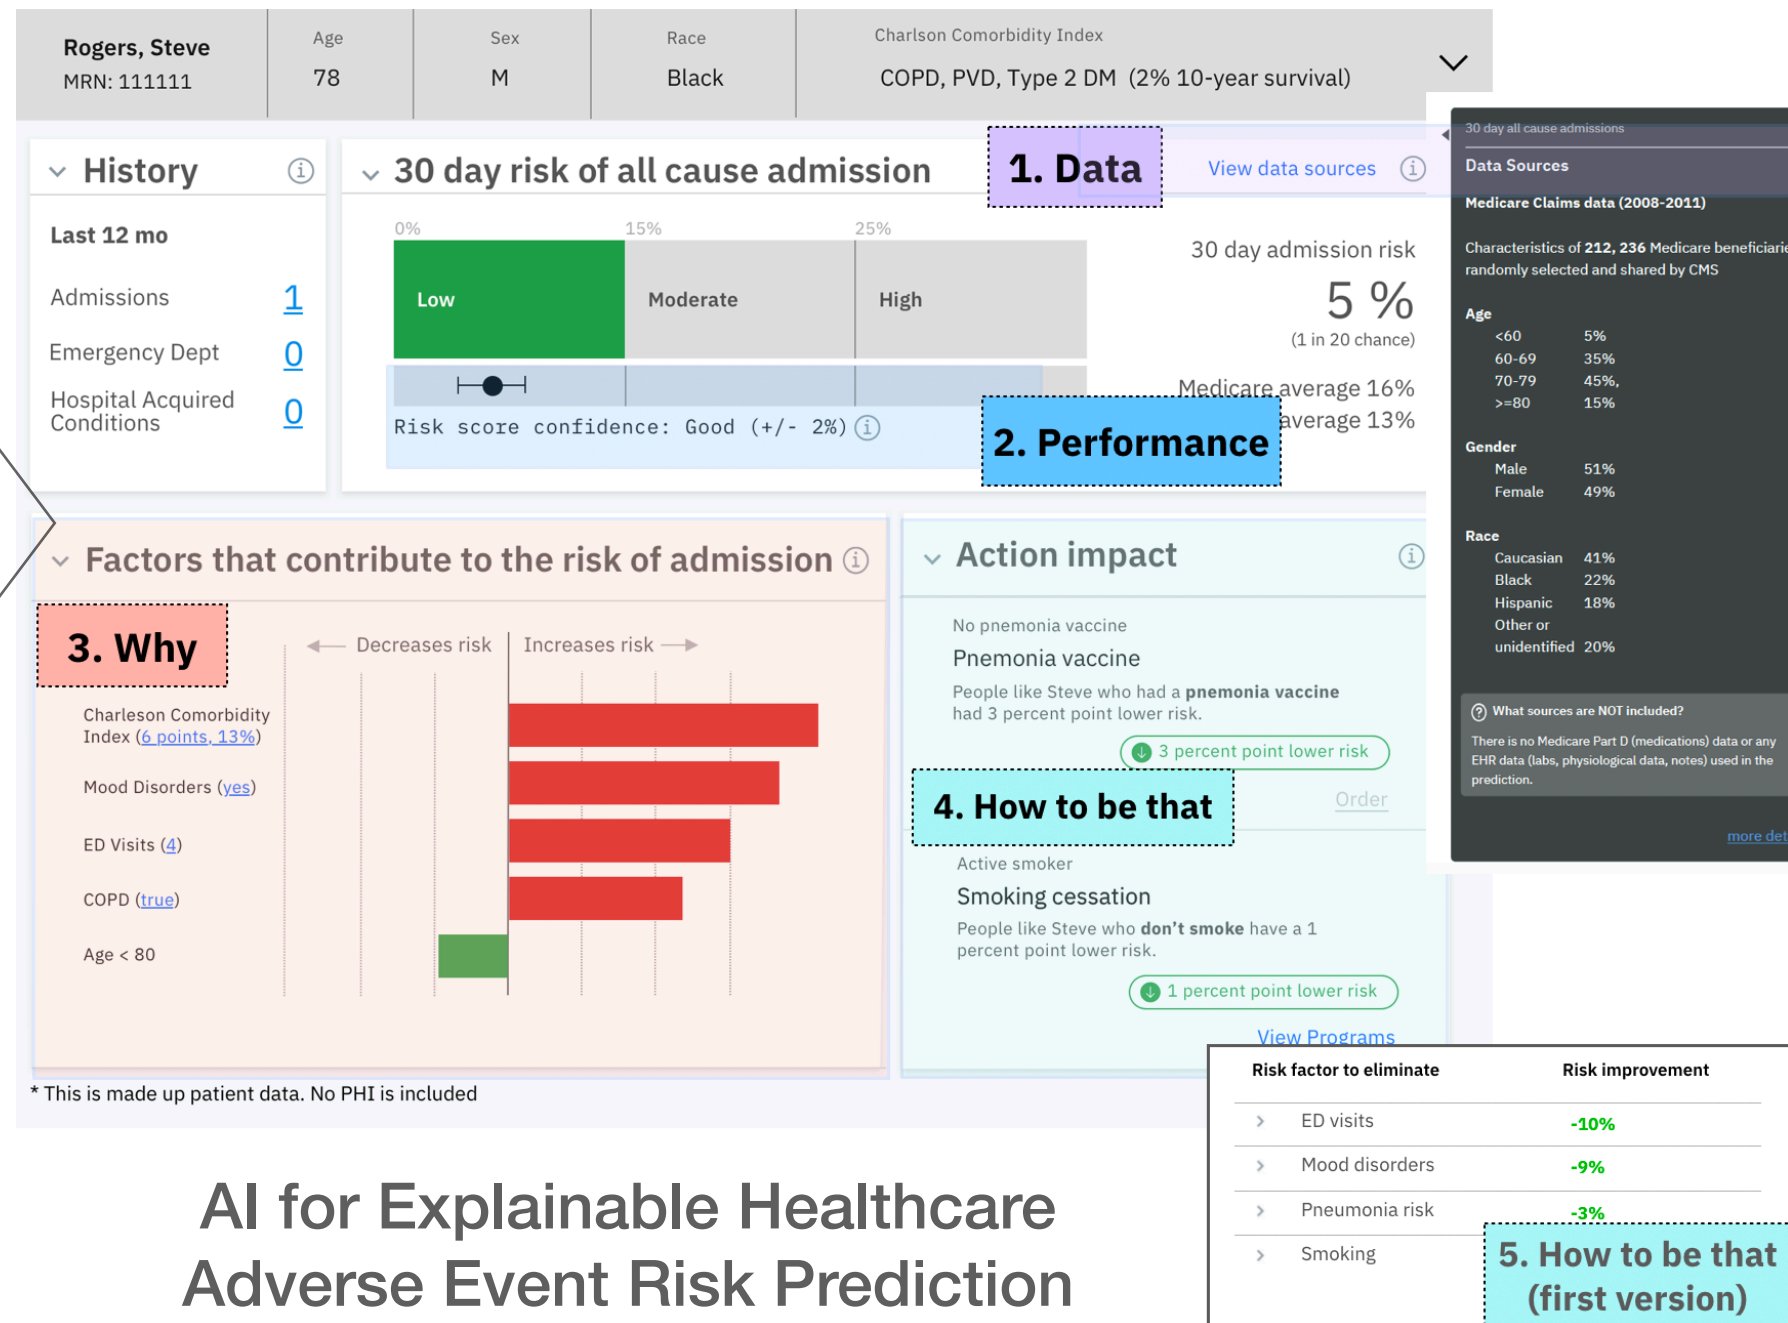 Rogers, Steve
MRN: 111111
Age
78
Sex
M
Race
Black
Charlson Comorbidity Index
COPD, PVD, Type 2 DM (2% 10-year survival)
History
Last 12 mo
Admissions 1
Emergency Dept 0
Hospital Acquired
Conditions 0
30 day risk of all cause admission
1. Data
View data sources
0% 15% 25%
Low Moderate High
30 day admission risk
5 %
(1 in 20 chance)
Medicare average 16%
average 13%
Risk score confidence: Good (+/- 2%)
2. Performance
30 day all cause admissions
Data Sources
Medicare Claims data (2008-2011)
Characteristics of 212, 236 Medicare
randomly selected and shared by CMS
Age
<60 5%
60-69 35%
70-79 45%,
>=80 15%
Gender
Male 51%
Female 49%
Race
Caucasian 41%
Black 22%
Hispanic 18%
Other or
unidentified 20%
What sources are NOT included?
There is no Medicare Part D (medications) data or any
EHR data (labs, physiological data, notes) used in the
prediction.
more
Factors that contribute to the risk of admission
3. Why
Decreases risk Increases risk
Charleson Comorbidity
Index (6 points, 13%)
Mood Disorders (yes)
ED Visits (4)
COPD (true)
Age < 80
Action impact
No pnemonia vaccine
Pnemonia vaccine
People like Steve who had a pnemonia vaccine
had 3 percent point lower risk.
3 percent point lower risk
Order
4. How to be that
Active smoker
Smoking cessation
People like Steve who don't smoke have a 1
percent point lower risk.
1 percent point lower risk
View Programs
* This is made up patient data. No PHI is included
Risk factor to eliminate Risk improvement
ED visits -10%
Mood disorders -9%
Pneumonia risk -3%
Smoking
5. How to be that
(first version)
AI for Explainable Healthcare
Adverse Event Risk Prediction